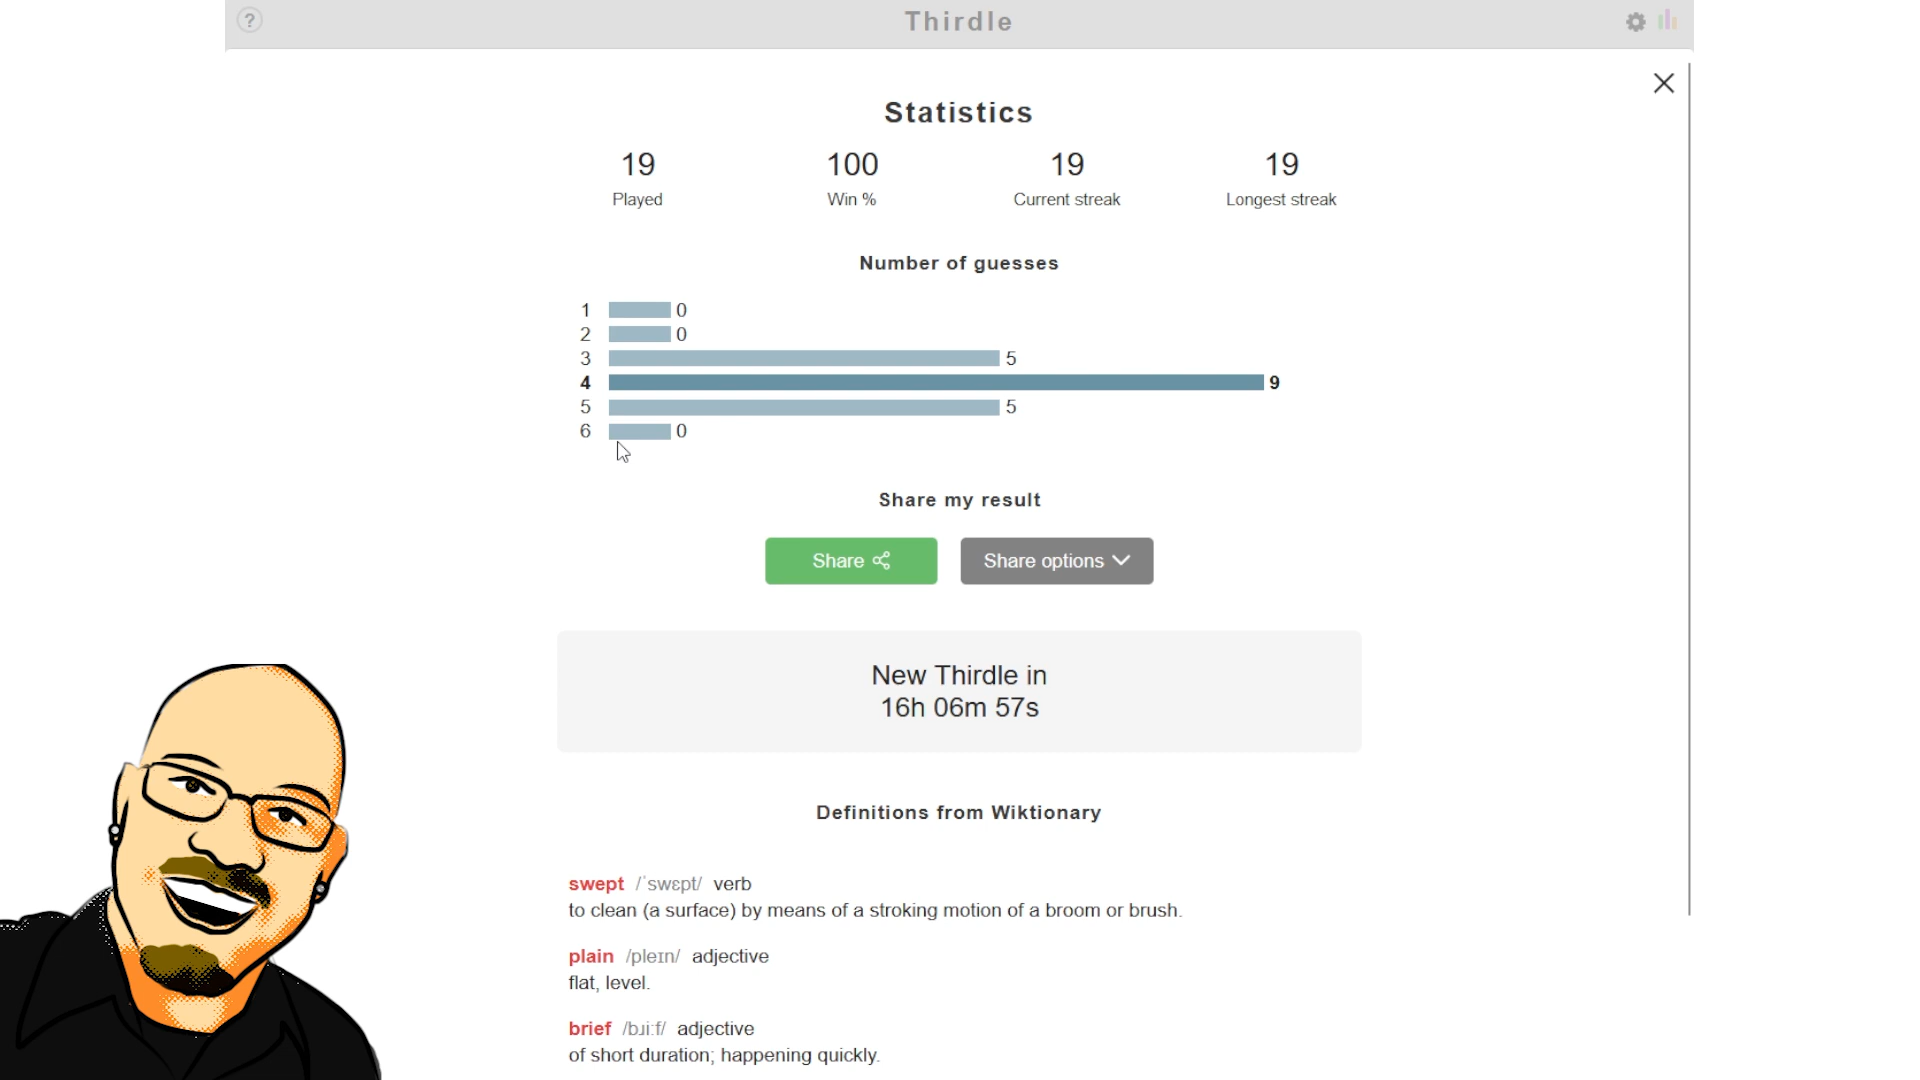 ?
Thirdle
Statistics
19 100 19 19
Played Win % Current streak Longest streak
Number of guesses
1 0
2 0
3 5
4 9
5 5
6 0
Share my result
Share Share options
New Thirdle in
16h 06m 57s
Definitions from Wiktionary
swept /ˈswɛpt/ verb
to clean (a surface) by means of a stroking motion of a broom or brush.
plain /pleɪn/ adjective
flat, level.
brief /bɹiːf/ adjective
of short duration; happening quickly.